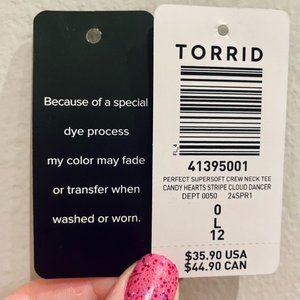 Because of a special
dye process
my color may fade
or transfer when
washed or worn.
TORRID
FL_4
41395001
PERFECT SUPERSOFT CREW NECK TEE
CANDY HEARTS STRIPE CLOUD DANCER
DEPT 0050 24SPR1
0
L
12
$35.90 USA
$44.90 CAN